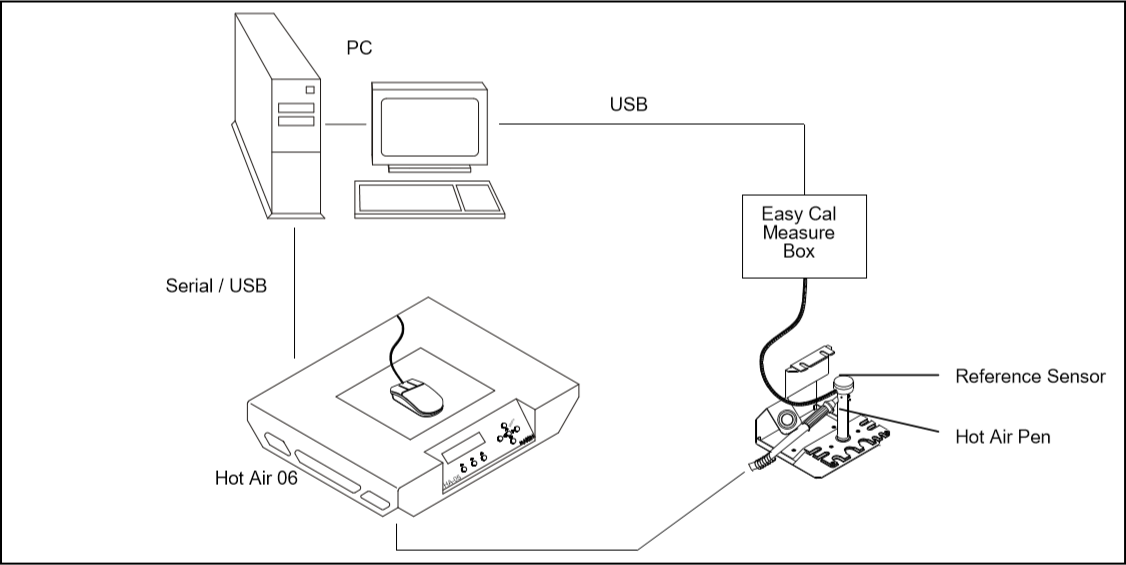 PC
USB
Easy Cal
Measure
Box
Serial / USB
Reference Sensor
Hot Air Pen
Hot Air 06